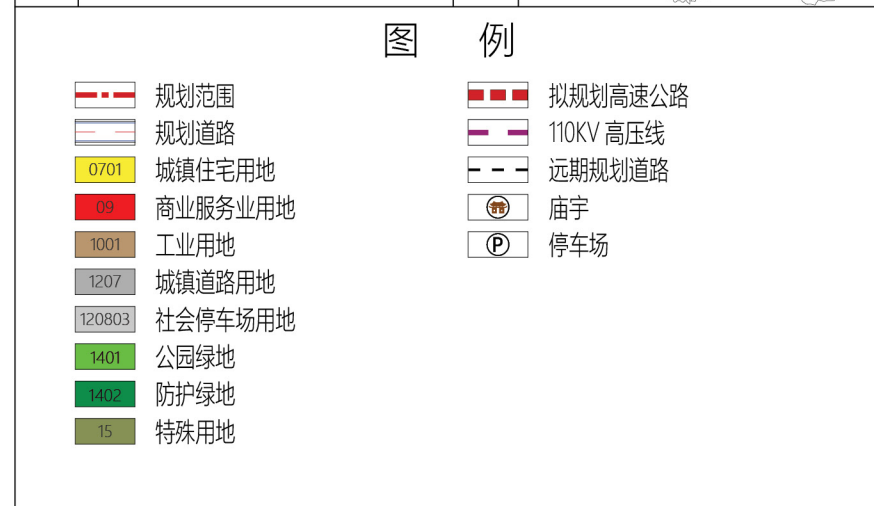 图 例
规划范围
规划道路
0701 城镇住宅用地
09 商业服务业用地
1001 工业用地
1207 城镇道路用地
120803 社会停车场用地
1401 公园绿地
1402 防护绿地
15 特殊用地
拟规划高速公路
110KV 高压线
远期规划道路
庙宇
P 停车场